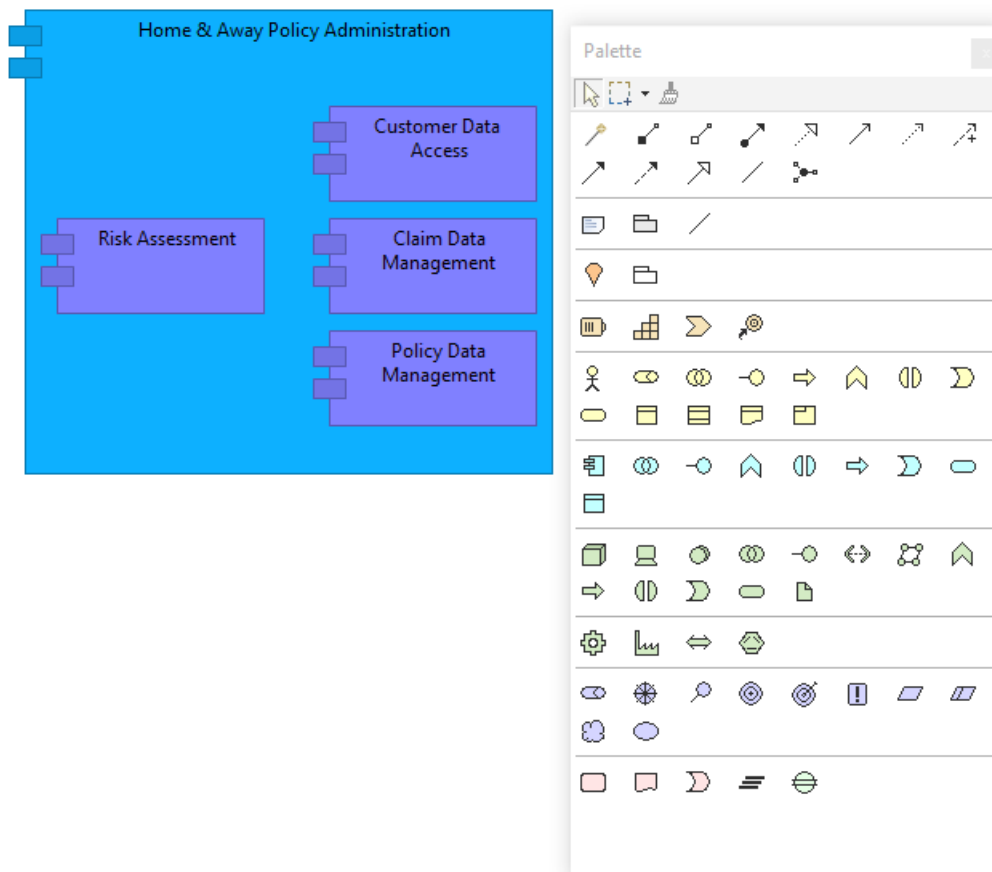 Home & Away Policy Administration
Customer Data
Access
Risk Assessment
Claim Data
Management
Policy Data
Management
Palette